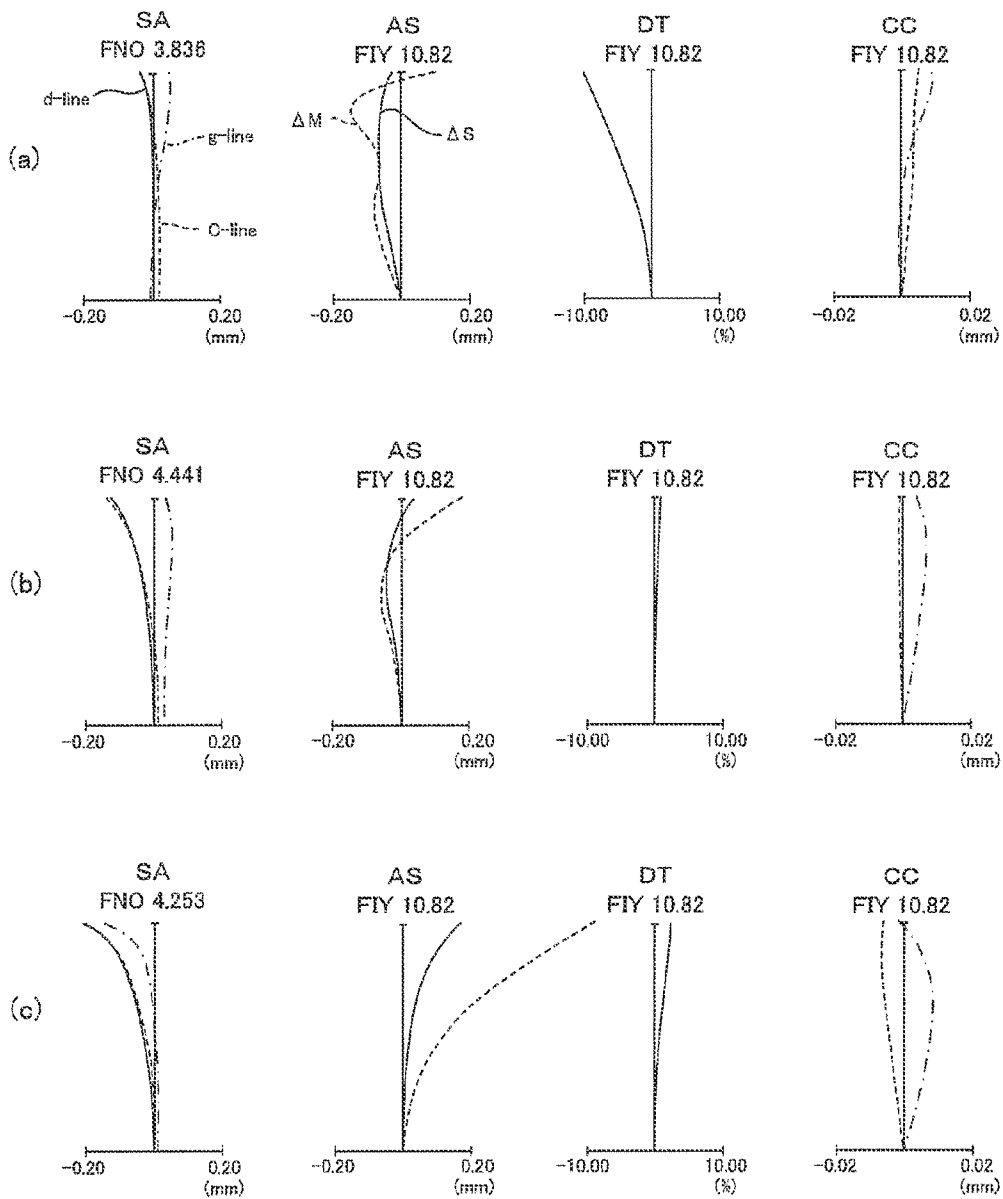 SA AS DT CC
FNO 3.836 FIY 10.82 FIY 10.82 FIY 10.82
d-line
ΔM
ΔS
g-line
(a)
C-line
-0.20 0.20 -0.20 0.20 -10.00 10.00 -0.02 0.02
(mm) (mm) (%) (mm)
SA AS DT CC
FNO 4.441 FIY 10.82 FIY 10.82 FIY 10.82
(b)
-0.20 0.20 -0.20 0.20 -10.00 10.00 -0.02 0.02
(mm) (mm) (%) (mm)
SA AS DT CC
FNO 4.253 FIY 10.82 FIY 10.82 FIY 10.82
(c)
-0.20 0.20 -0.20 0.20 -10.00 10.00 -0.02 0.02
(mm) (mm) (%) (mm)